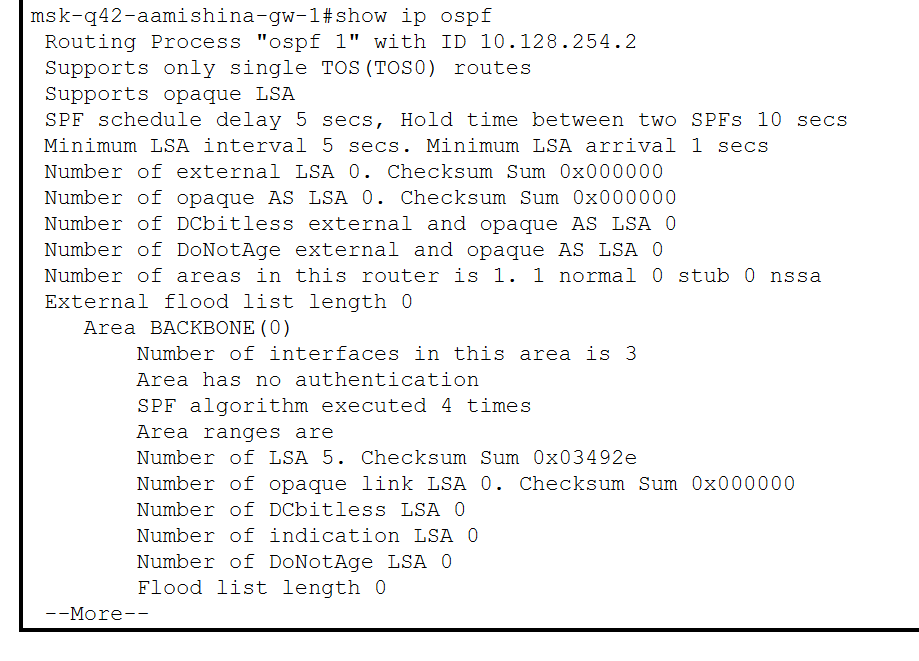 msk-q42-aamishina-gw-1#show ip ospf
Routing Process "ospf 1" with ID 10.128.254.2
Supports only single TOS(TOS0) routes
Supports opaque LSA
SPF schedule delay 5 secs, Hold time between two SPFs 10 secs
Minimum LSA interval 5 secs. Minimum LSA arrival 1 secs
Number of external LSA 0. Checksum Sum 0x000000
Number of opaque AS LSA 0. Checksum Sum 0x000000
Number of DCbitless external and opaque AS LSA 0
Number of DoNotAge external and opaque AS LSA 0
Number of areas in this router is 1. 1 normal 0 stub 0 nssa
External flood list length 0
Area BACKBONE(0)
Number of interfaces in this area is 3
Area has no authentication
SPF algorithm executed 4 times
Area ranges are
Number of LSA 5. Checksum Sum 0x03492e
Number of opaque link LSA 0. Checksum Sum 0x000000
Number of DCbitless LSA 0
Number of indication LSA 0
Number of DoNotAge LSA 0
Flood list length 0
--More--